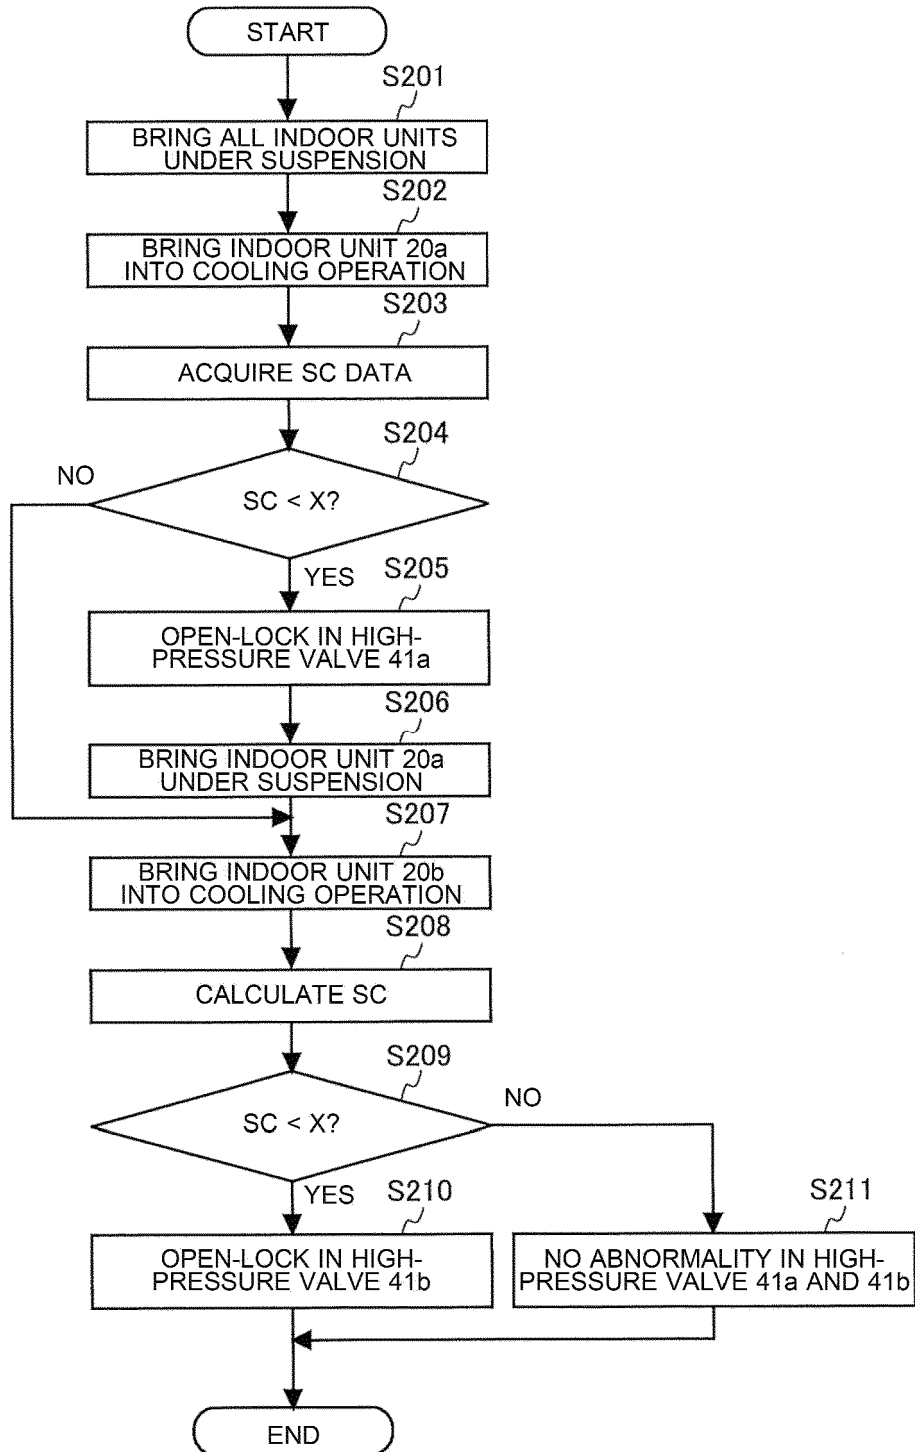 START
S201
BRING ALL INDOOR UNITS
UNDER SUSPENSION
S202
BRING INDOOR UNIT 20a
INTO COOLING OPERATION
S203
ACQUIRE SC DATA
S204
NO
SC < X?
YES
S205
OPEN-LOCK IN HIGH-
PRESSURE VALVE 41a
S206
BRING INDOOR UNIT 20a
UNDER SUSPENSION
S207
BRING INDOOR UNIT 20b
INTO COOLING OPERATION
S208
CALCULATE SC
S209
SC < X?
NO
YES
S210
OPEN-LOCK IN HIGH-
PRESSURE VALVE 41b
S211
NO ABNORMALITY IN HIGH-
PRESSURE VALVE 41a AND 41b
END